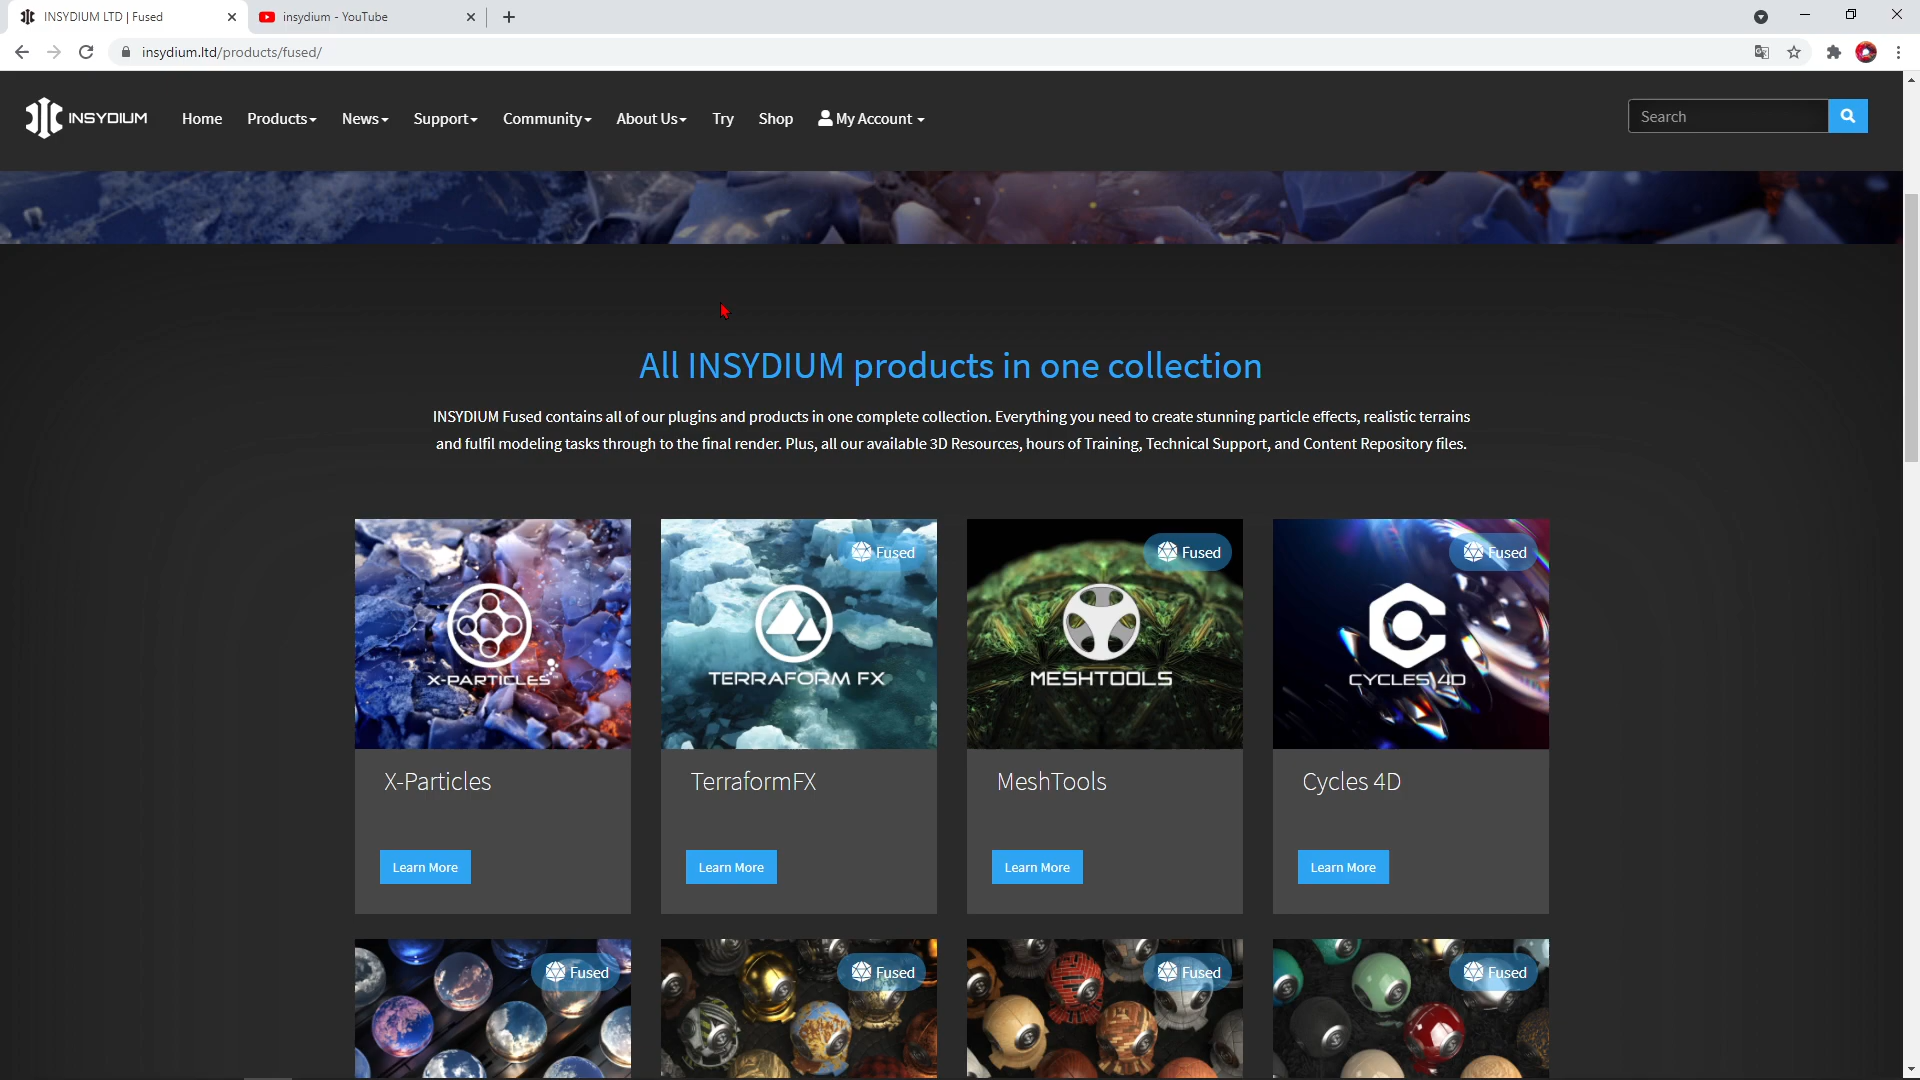 INSYDIUM LTD | Fused
insydium - YouTube
insydium.ltd/products/fused/
INSYDIUM
Home
Products
News
Support
Community
About Us
Try
Shop
My Account
Search
All INSYDIUM products in one collection
INSYDIUM Fused contains all of our plugins and products in one complete collection. Everything you need to create stunning particle effects, realistic terrains
and fulfil modeling tasks through to the final render. Plus, all our available 3D Resources, hours of Training, Technical Support, and Content Repository files.
X-PARTICLES
Fused
TERRAFORM FX
Fused
MESHTOOLS
Fused
CYCLES 4D
X-Particles
TerraformFX
MeshTools
Cycles 4D
Learn More
Learn More
Learn More
Learn More
Fused
Fused
Fused
Fused